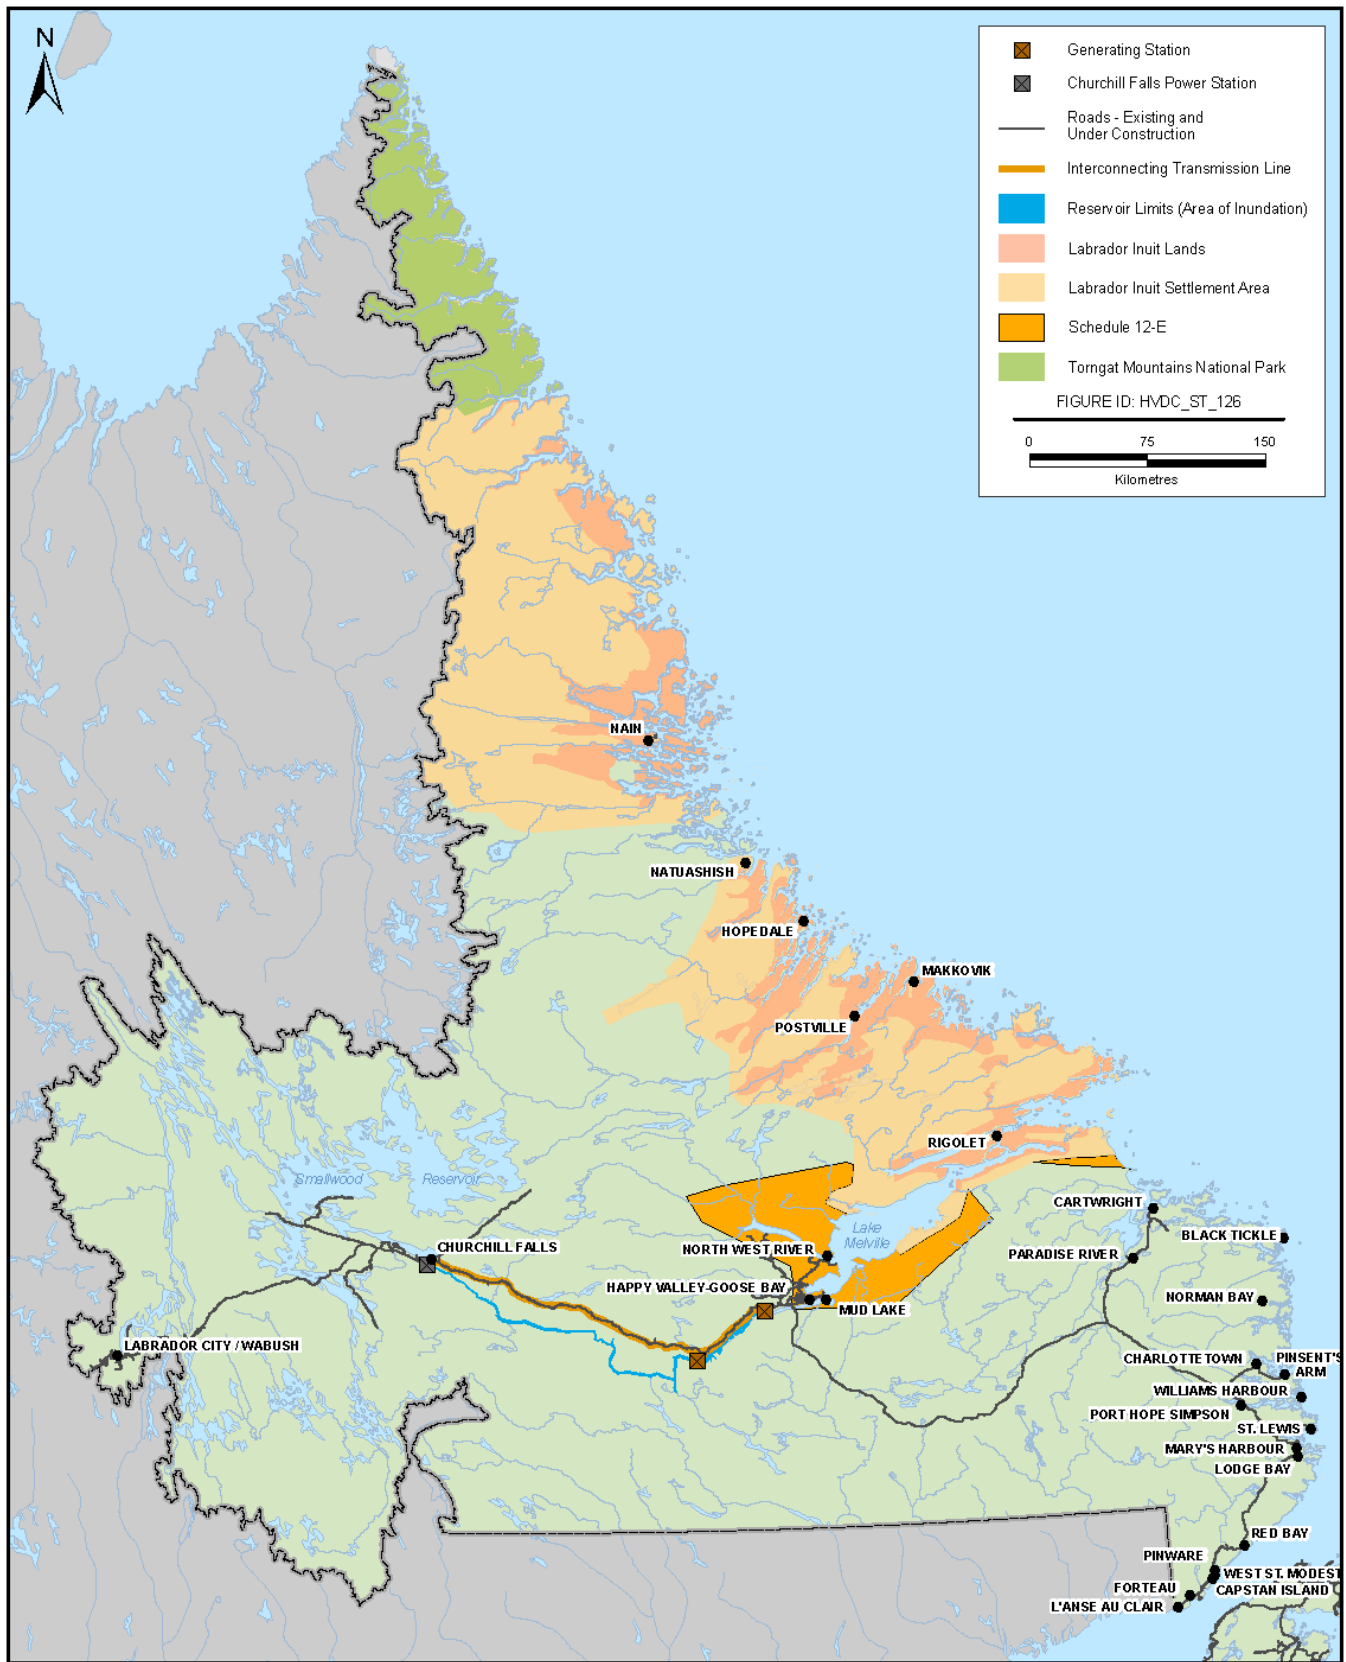 N
Generating Station
Churchill Falls Power Station
Roads - Existing and
Under Construction
Interconnecting Transmission Line
Reservoir Limits (Area of Inundation)
Labrador Inuit Lands
Labrador Inuit Settlement Area
Schedule 12-E
Torngat Mountains National Park
FIGURE ID: HVDC_ST_126
0 75 150
Kilometres
NAIN
NATUASHISH
HOPEDALE
MAKKOVIK
POSTVILLE
RIGOLET
Smallwood Reservoir
CARTWRIGHT
Lake
Melville
BLACK TICKLE
NORTH WEST RIVER
CHURCHILL FALLS
PARADISE RIVER
HAPPY VALLEY-GOOSE BAY
NORMAN BAY
MUD LAKE
LABRADOR CITY / WABUSH
CHARLOTTETOWN
PINSENT'S
ARM
WILLIAMS HARBOUR
PORT HOPE SIMPSON
ST. LEWIS
MARY'S HARBOUR
LODGE BAY
RED BAY
PINWARE
WEST ST. MODEST
FORTEAU
CAPSTAN ISLAND
L'ANSE AU CLAIR